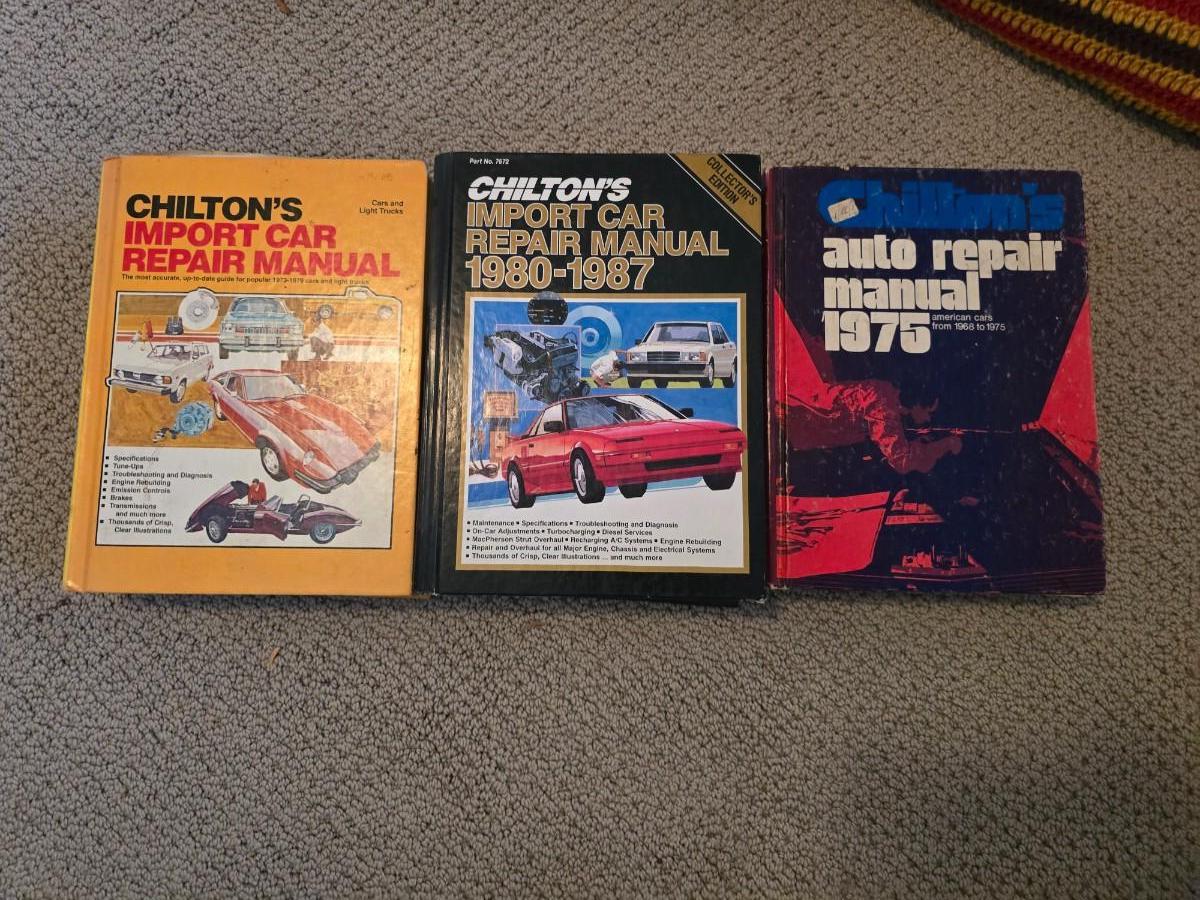 CHILTON'S
Cars and
Light Trucks
IMPORT CAR
REPAIR MANUAL
The most accurate, up-to-date guide for popular 1973-1979 cars and light trucks
Specifications
Tune-Ups
Troubleshooting and Diagnosis
Engine Rebuilding
Emission Controls
Brakes
Transmissions
and much more
Thousands of Crisp,
Clear Illustrations
Part No. 7672
COLLECTOR'S
EDITION
CHILTON'S
IMPORT CAR
REPAIR MANUAL
1980-1987
▪ Maintenance ▪ Specifications ▪ Troubleshooting and Diagnosis
▪ On-Car Adjustments ▪ Turbocharging ▪ Diesel Services
▪ MacPherson Strut Overhaul ▪ Recharging A/C Systems ▪ Engine Rebuilding
▪ Repair and Overhaul for all Major Engine, Chassis and Electrical Systems
▪ Thousands of Crisp, Clear Illustrations ... and much more
Chilton's
auto repair
manual
1975
american cars
from 1968 to 1975